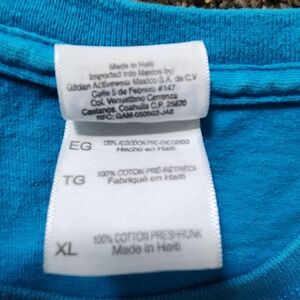 Made in Haiti
Imported into Mexico by:
Gildan Activewear Mexico S.A. de C.V
Calle 5 de Febrero #147
Col. Venustiano Carranza
Castanos, Coahuila C.P. 25870
RFC:
EG
100% ALGODON PRE-ENCOGIDO
Hecho en Haiti
TG
100% COTON PRE-RÉTRÉCI
Fabriqué en Haiti
XL
100% COTTON PRESHRUNK
Made in Haiti